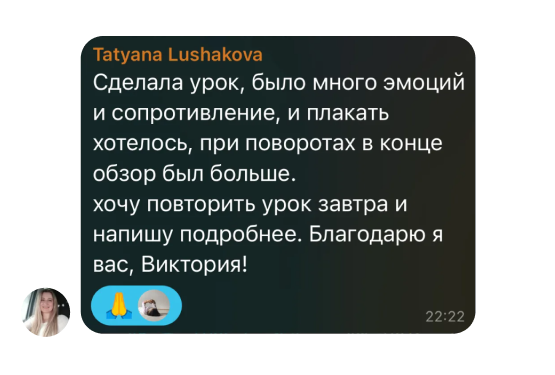 Tatyana Lushakova
Сделала урок, было много эмоций
и сопротивление, и плакать
хотелось, при поворотах в конце
обзор был больше.
хочу повторить урок завтра и
напишу подробнее. Благодарю я
вас, Виктория!
22:22